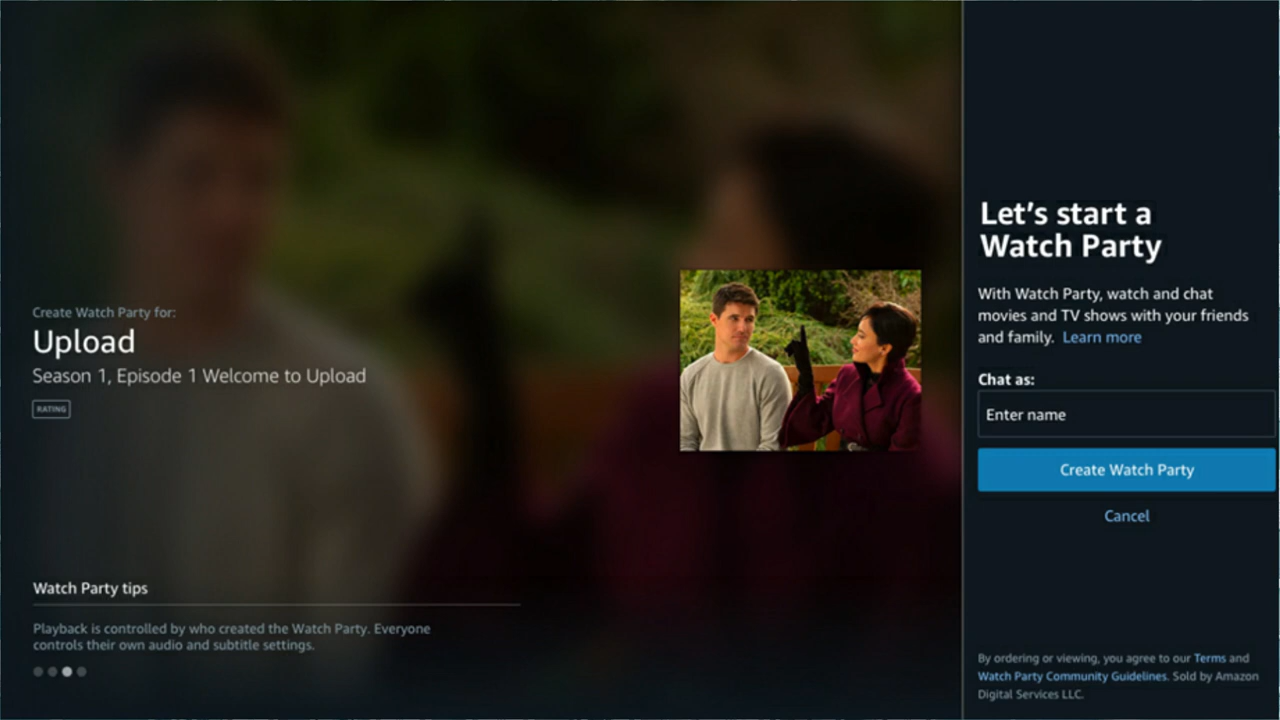 Create Watch Party for:
Upload
Season 1, Episode 1 Welcome to Upload
RATING
Watch Party tips
Playback is controlled by who created the Watch Party. Everyone
controls their own audio and subtitle settings.
Let's start a
Watch Party
With Watch Party, watch and chat
movies and TV shows with your friends
and family. Learn more
Chat as:
Enter name
Create Watch Party
Cancel
By ordering or viewing, you agree to our Terms and
Watch Party Community Guidelines. Sold by Amazon
Digital Services LLC.